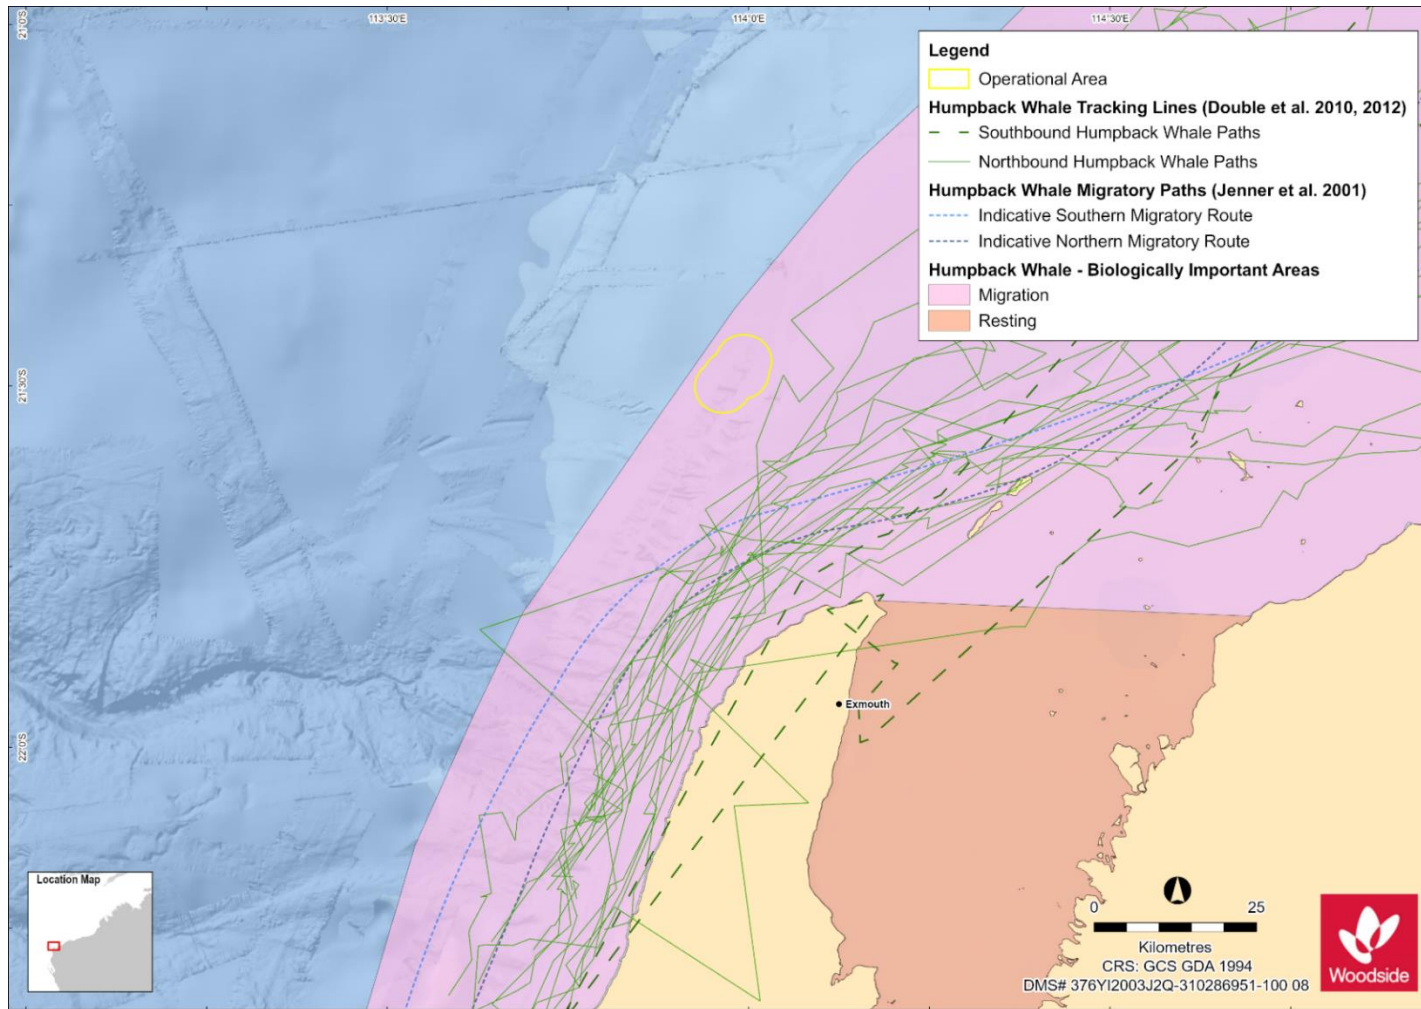 113°30'E
114°0'E
114°30'E
21°0'S
21°30'S
22°0'S
Legend
Operational Area
Humpback Whale Tracking Lines (Double et al. 2010, 2012)
Southbound Humpback Whale Paths
Northbound Humpback Whale Paths
Humpback Whale Migratory Paths (Jenner et al. 2001)
Indicative Southern Migratory Route
Indicative Northern Migratory Route
Humpback Whale - Biologically Important Areas
Migration
Resting
Exmouth
Location Map
0 25
Kilometres
CRS: GCS GDA 1994
DMS# 376YI2003J2Q-310286951-100 08
Woodside